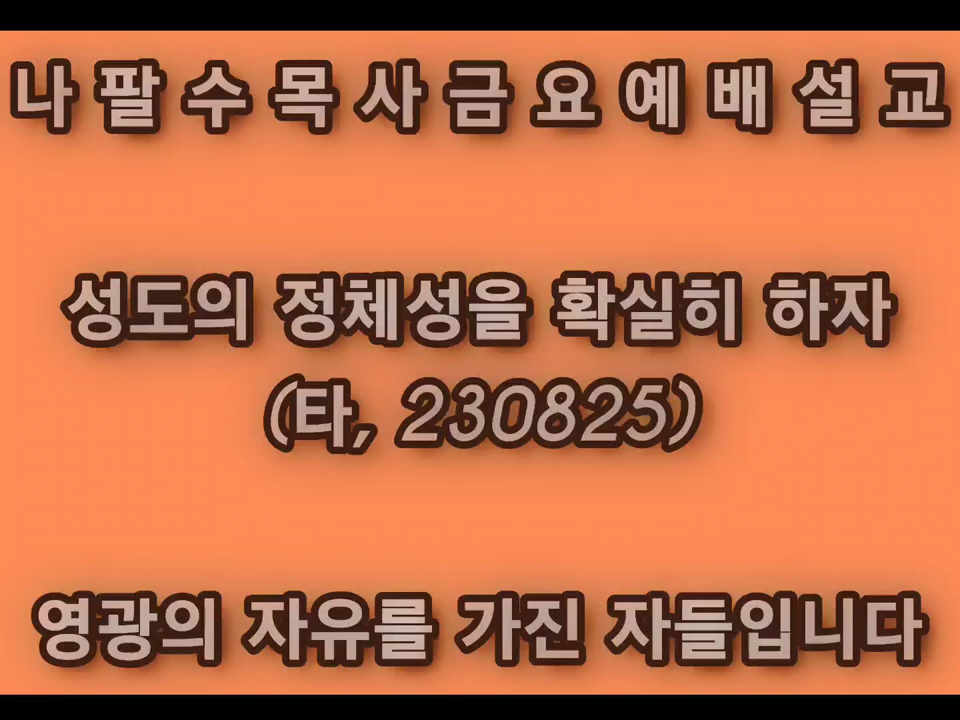 나 팔 수 목 사 금 요 예 배 설 교
성도의 정체성을 확실히 하자
(타, 230825)
영광의 자유를 가진 자들입니다